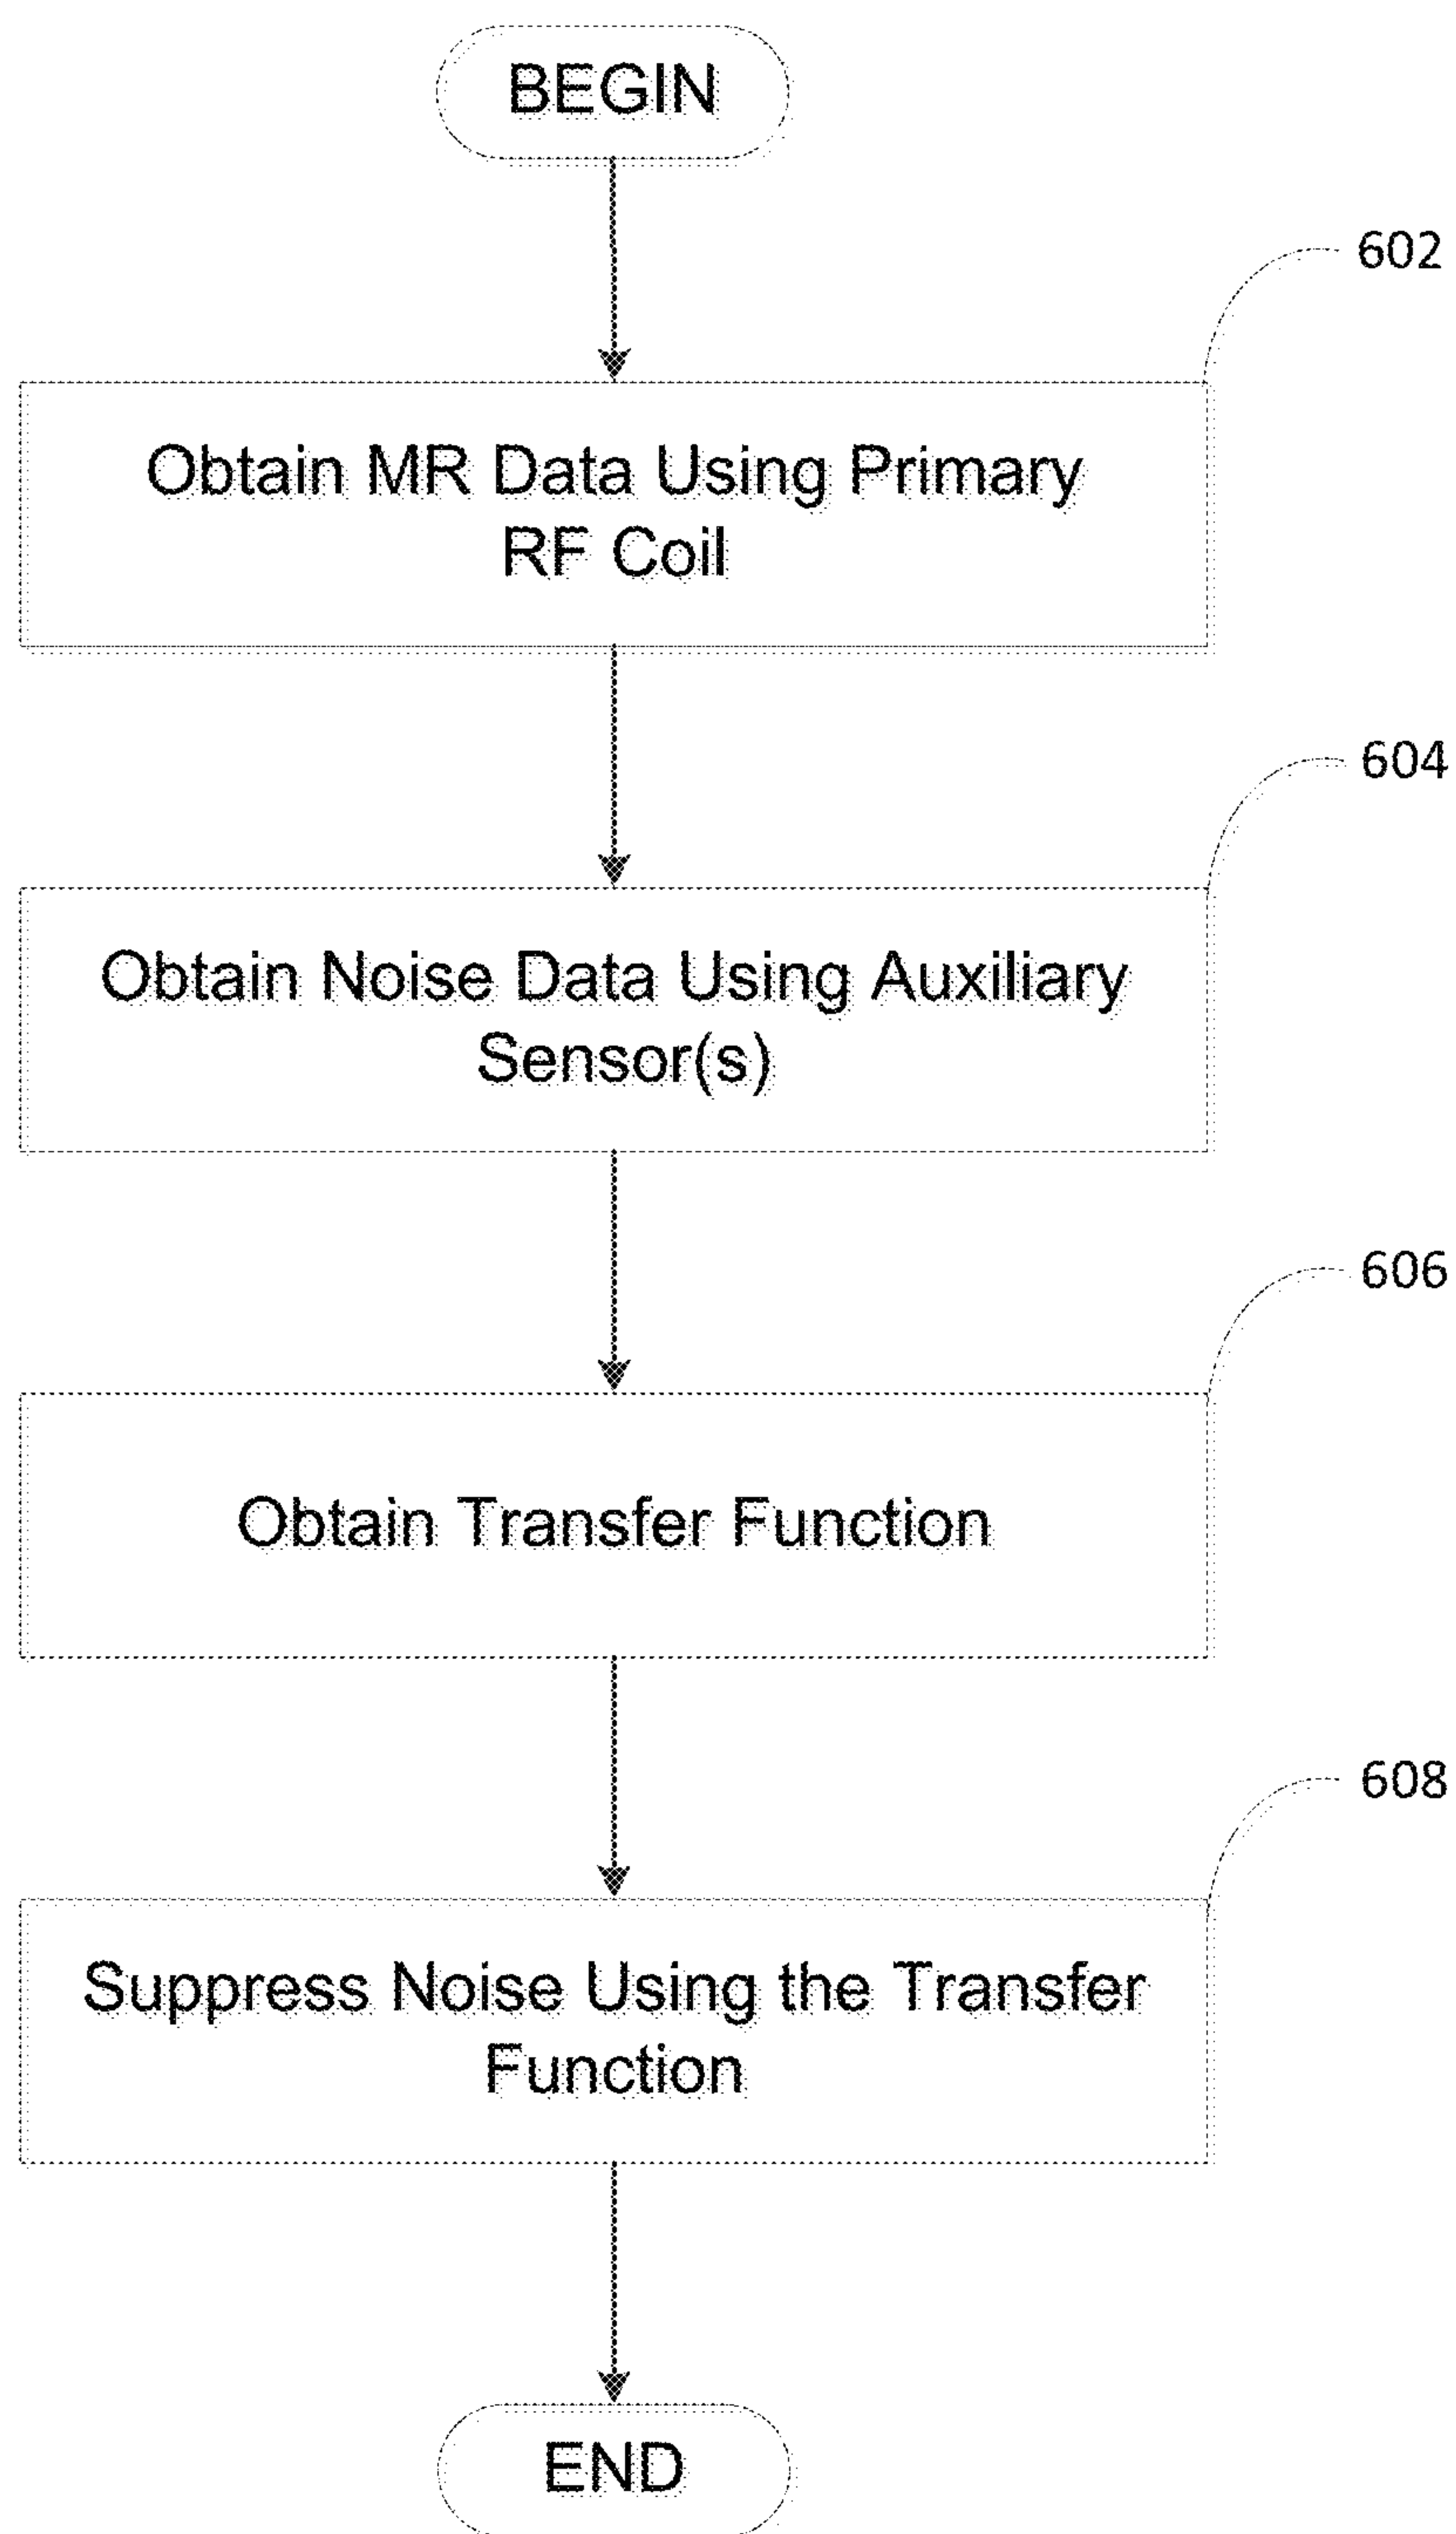 BEGIN
602
Obtain MR Data Using Primary
RF Coil
604
Obtain Noise Data Using Auxiliary
Sensor(s)
606
Obtain Transfer Function
608
Suppress Noise Using the Transfer
Function
END